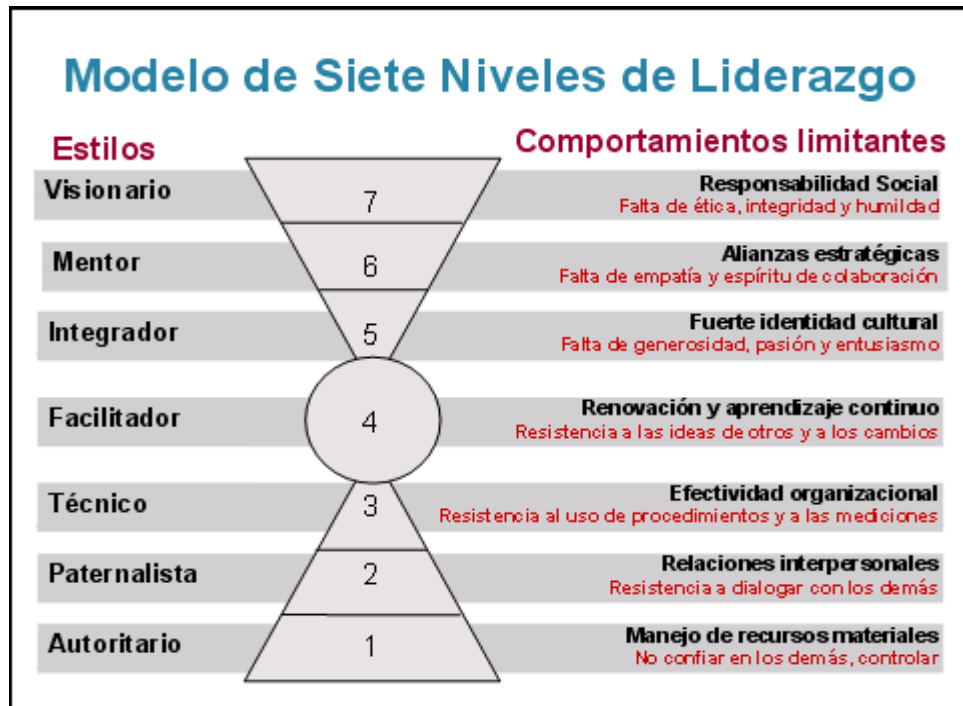 Modelo de Siete Niveles de Liderazgo
Estilos
Comportamientos limitantes
Visionario
7
Responsabilidad Social
Falta de ética, integridad y humildad
Mentor
6
Alianzas estratégicas
Falta de empatía y espíritu de colaboración
Integrador
5
Fuerte identidad cultural
Falta de generosidad, pasión y entusiasmo
Facilitador
4
Renovación y aprendizaje continuo
Resistencia a las ideas de otros y a los cambios
Técnico
3
Efectividad organizacional
Resistencia al uso de procedimientos y a las mediciones
Paternalista
2
Relaciones interpersonales
Resistencia a dialogar con los demás
Autoritario
1
Manejo de recursos materiales
No confiar en los demás, controlar